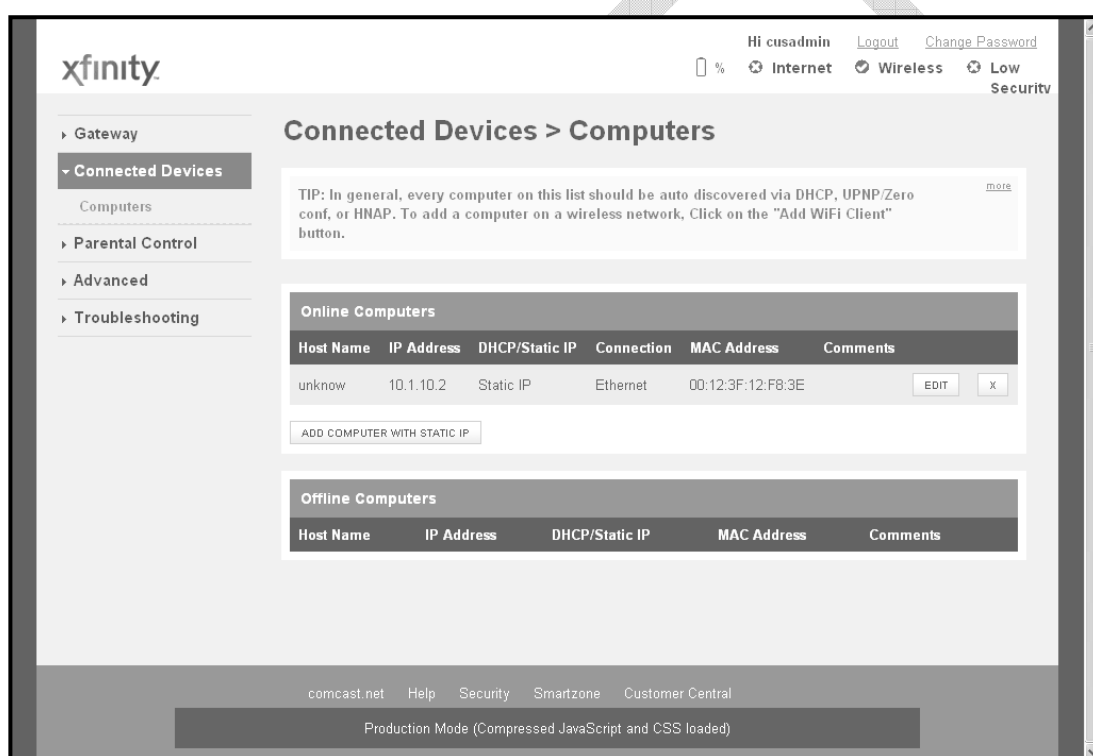 Hi cusadmin Logout Change Password
xfinity.
% Internet Wireless Low
Security
Gateway
Connected Devices
Computers
Parental Control
Advanced
Troubleshooting
Connected Devices > Computers
TIP: In general, every computer on this list should be auto discovered via DHCP, UPNP/Zero more
conf, or HNAP. To add a computer on a wireless network, Click on the "Add WiFi Client"
button.
Online Computers
Host Name IP Address DHCP/Static IP Connection MAC Address Comments
unknow 10.1.10.2 Static IP Ethernet 00:12:3F:12:F8:3E EDIT X
ADD COMPUTER WITH STATIC IP
Offline Computers
Host Name IP Address DHCP/Static IP MAC Address Comments
comcast.net Help Security Smartzone Customer Central
Production Mode (Compressed JavaScript and CSS loaded)